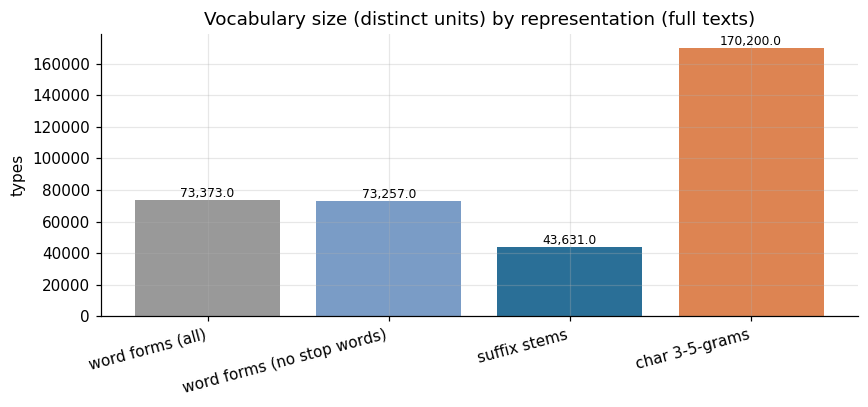 Vocabulary size (distinct units) by representation (full texts)
types
160000
140000
120000
100000
80000
60000
40000
20000
0
73,373.0
73,257.0
43,631.0
170,200.0
word forms (all)
word forms (no stop words)
suffix stems
char 3-5-grams